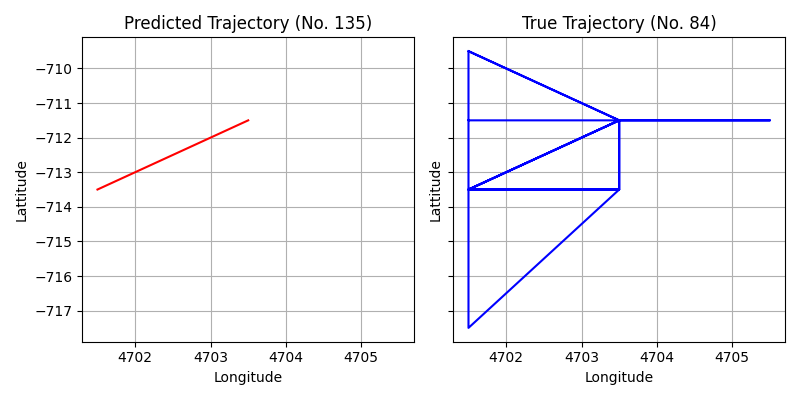 Predicted Trajectory (No. 135)
True Trajectory (No. 84)
Lattitude
−710
−711
−712
−713
−714
−715
−716
−717
4702
4703
4704
4705
Longitude
Lattitude
4702
4703
4704
4705
Longitude